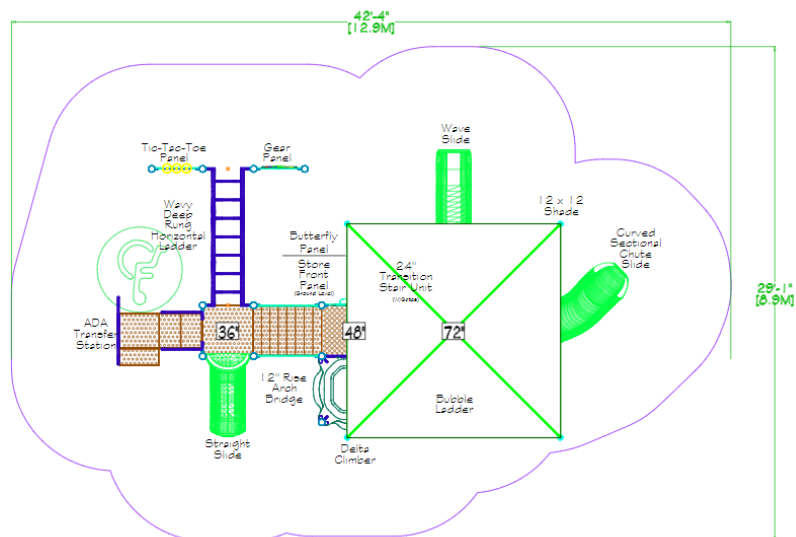 42'-4"
[12.9M]
Wave
Slide
Tic-Tac-Toe
Panel
Gear
Panel
12 x 12
Shade
Wavy
Deep
Rung
Horizontal
Ladder
Butterfly
Panel
Store
Front
Panel
(Ground Level)
24"
Transition
Stair Unit
Curved
Sectional
Chute
Slide
29'-1"
[8.9M]
ADA
Transfer
Station
36"
48"
72"
12" Rise
Arch
Bridge
Bubble
Ladder
Straight
Slide
Delta
Climber